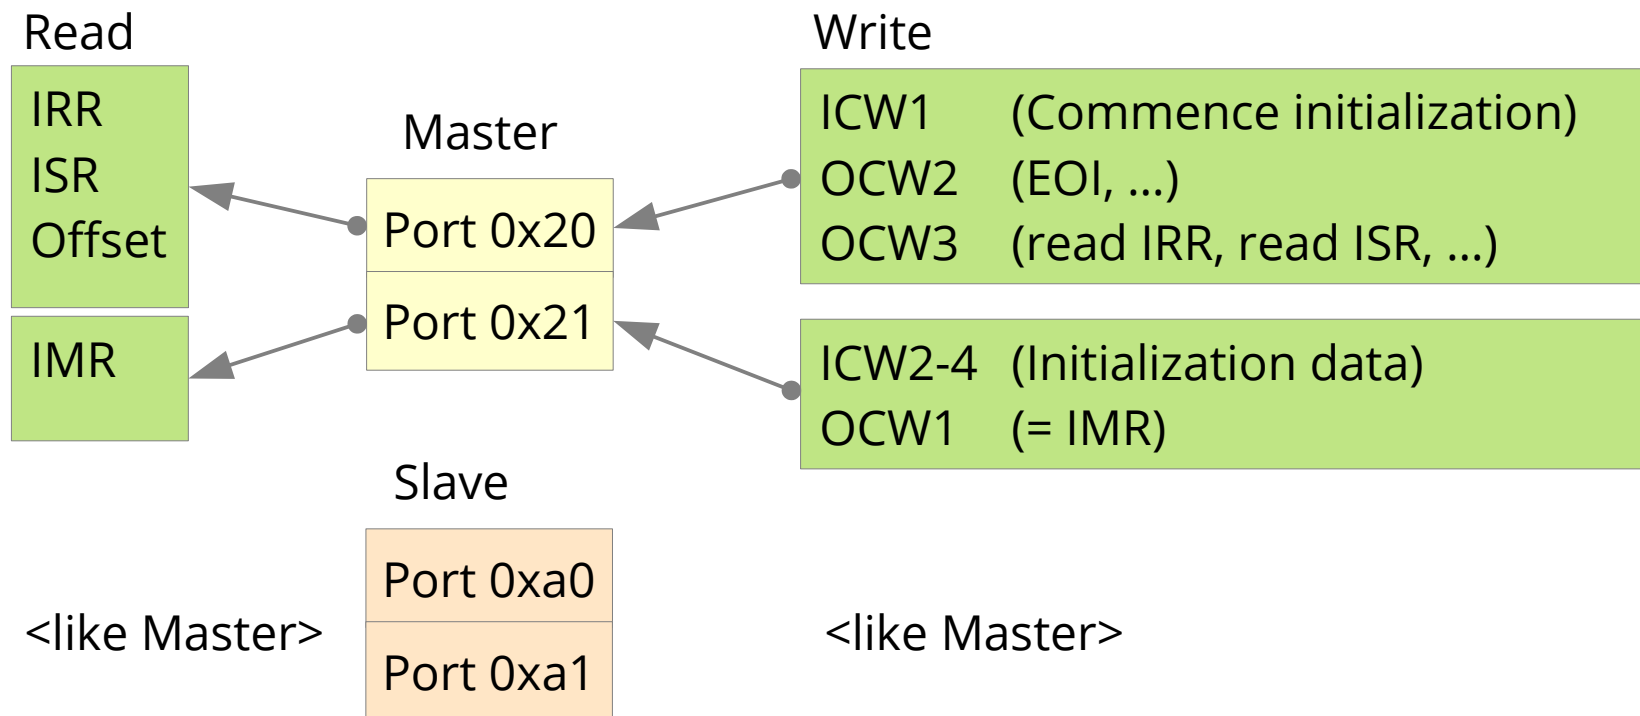 Read
IRR
ISR
Offset
IMR
Master
Port 0x20
Port 0x21
Write
ICW1 (Commence initialization)
OCW2 (EOI, ...)
OCW3 (read IRR, read ISR, ...)
ICW2-4 (Initialization data)
OCW1 (= IMR)
Slave
<like Master>
Port 0xa0
Port 0xa1
<like Master>